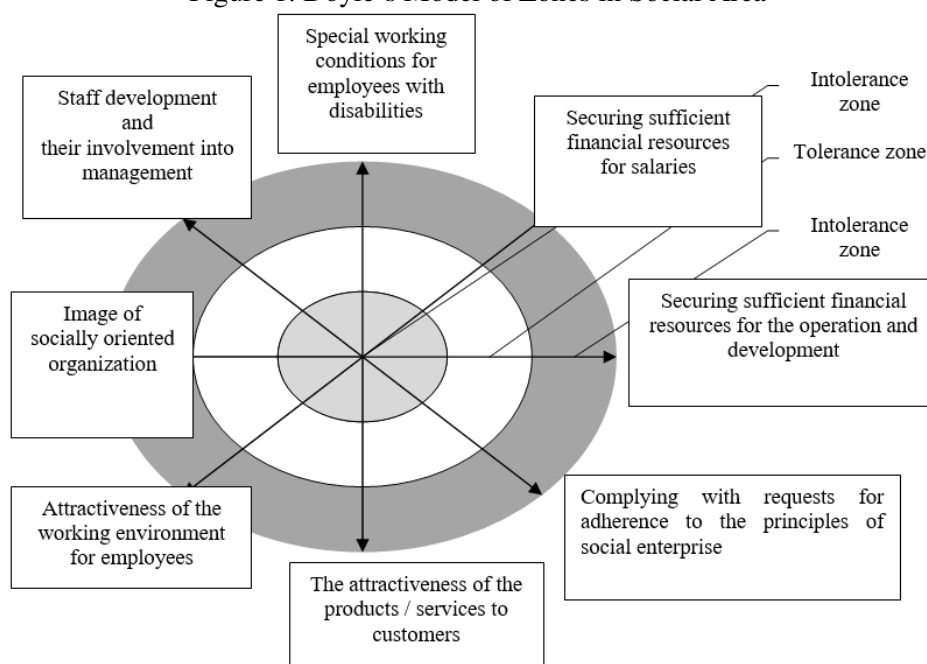 Figure 1: Doyle's Model of Zones in Social Area
Special working
conditions for
employees with
disabilities
Staff development
and
their involvement into
management
Securing sufficient
financial resources
for salaries
Intolerance
zone
Tolerance zone
Intolerance
zone
Image of
socially oriented
organization
Securing sufficient financial
resources for the operation and
development
Attractiveness of the
working environment
for employees
Complying with requests for
adherence to the principles of
social enterprise
The attractiveness of the
products / services to
customers